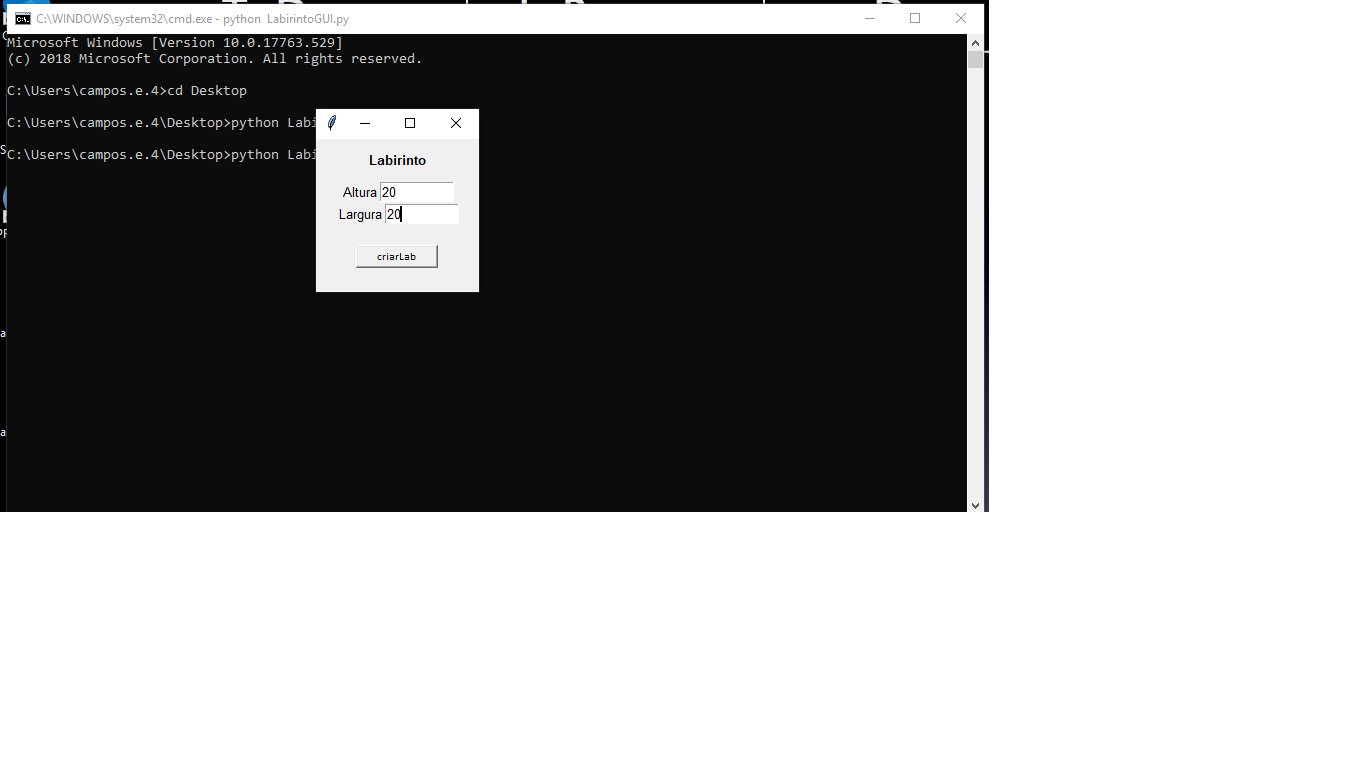 C:\WINDOWS\system32\cmd.exe - python  LabirintoGUI.py
Microsoft Windows [Version 10.0.17763.529]
(c) 2018 Microsoft Corporation. All rights reserved.
C:\Users\campos.e.4>cd Desktop
C:\Users\campos.e.4\Desktop>python Labi
C:\Users\campos.e.4\Desktop>python Labi
Labirinto
Altura 20
Largura 20
criarLab